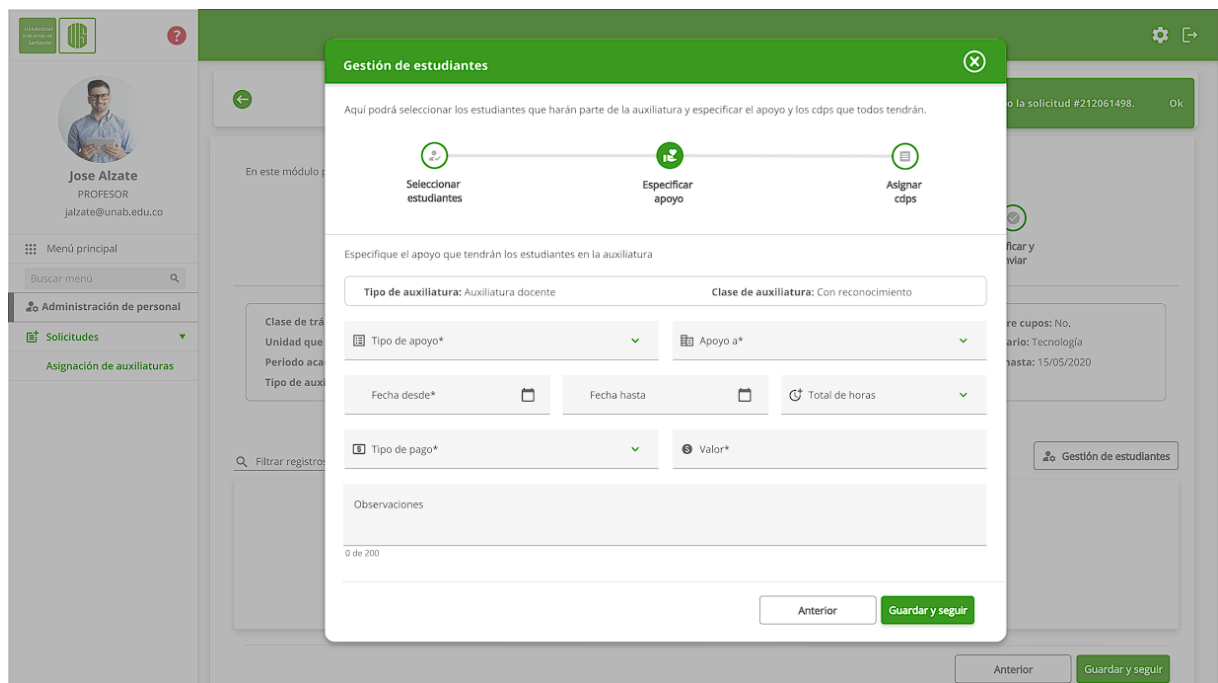 Universidad
Industrial de
Santander
?
Jose Alzate
PROFESOR
jalzate@unab.edu.co
Menú principal
Buscar menú
Administración de personal
Solicitudes
Asignación de auxiliaturas
o la solicitud #212061498.
Ok
En este módulo p
ficar y
nviar
Clase de trá
Unidad que
Periodo aca
Tipo de auxi
re cupos: No.
ario: Tecnología
hasta: 15/05/2020
Filtrar registros
Gestión de estudiantes
Anterior
Guardar y seguir
Gestión de estudiantes
Aquí podrá seleccionar los estudiantes que harán parte de la auxiliatura y especificar el apoyo y los cdps que todos tendrán.
Seleccionar
estudiantes
Especificar
apoyo
Asignar
cdps
Especifique el apoyo que tendrán los estudiantes en la auxiliatura
Tipo de auxiliatura: Auxiliatura docente
Clase de auxiliatura: Con reconocimiento
Tipo de apoyo*
Apoyo a*
Fecha desde*
Fecha hasta
Total de horas
Tipo de pago*
Valor*
Observaciones
0 de 200
Anterior
Guardar y seguir